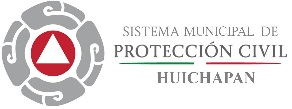 SISTEMA MUNICIPAL DE
PROTECCIÓN CIVIL
HUICHAPAN